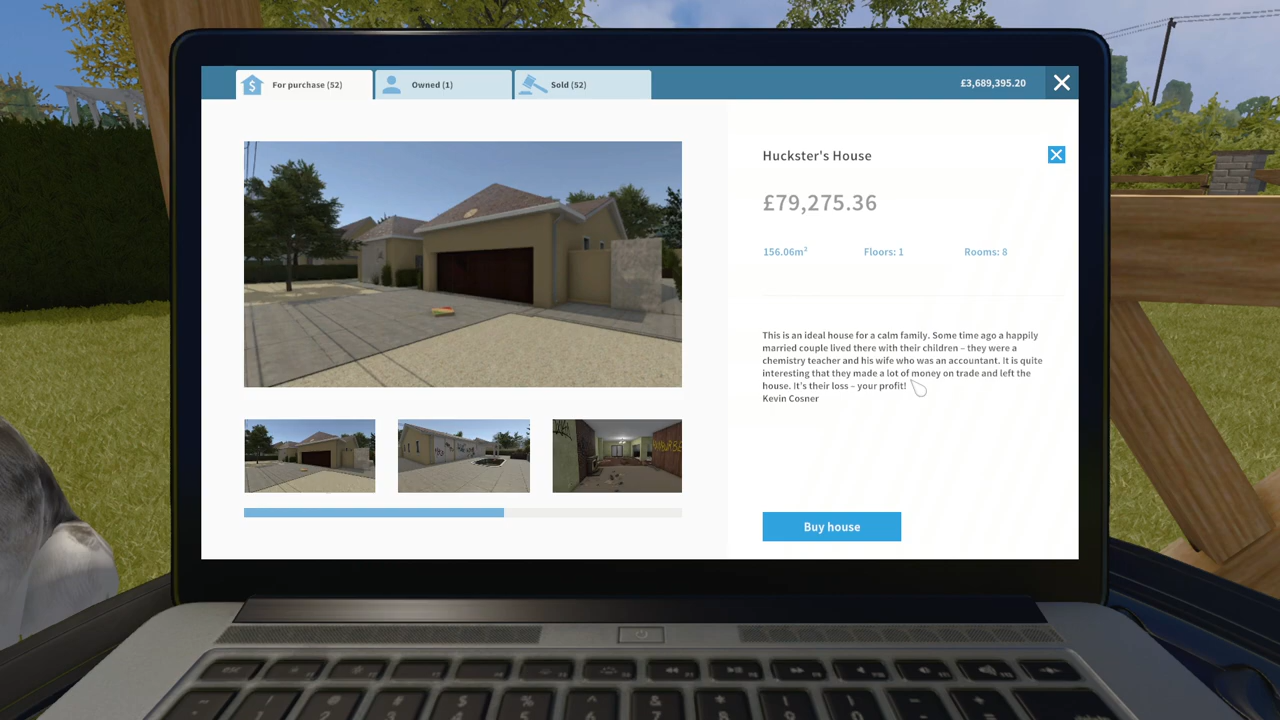 For purchase (52)
Owned (1)
Sold (52)
£3,689,395.20
Huckster's House
£79,275.36
156.06m²
Floors: 1
Rooms: 8
This is an ideal house for a calm family. Some time ago a happily
married couple lived there with their children – they were a
chemistry teacher and his wife who was an accountant. It is quite
interesting that they made a lot of money on trade and left the
house. It's their loss – your profit!
Kevin Cosner
Buy house